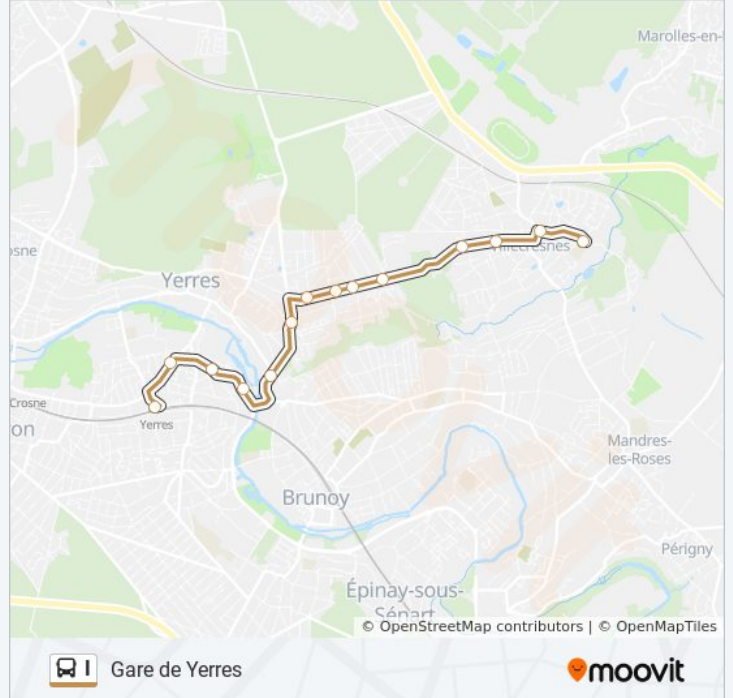 Marolles-en-
osne
Villecresnes
Yerres
Crosne
Yerres
on
Mandres-
les-Roses
Brunoy
Périgny
Épinay-sous-
Sénart
© OpenStreetMap contributors | © OpenMapTiles
I Gare de Yerres
moovit